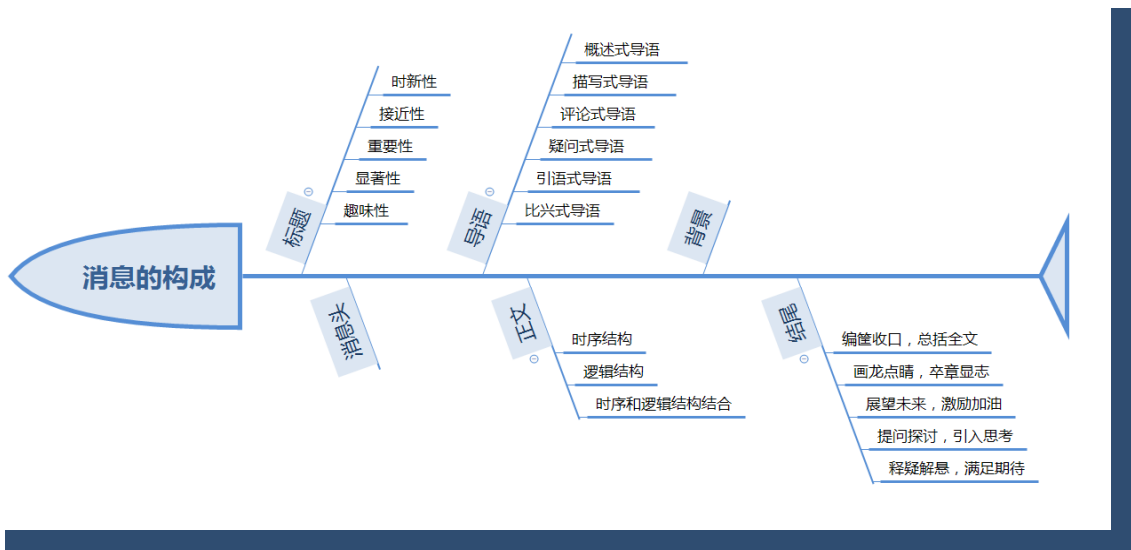 消息的构成
标题
时新性
接近性
重要性
显著性
趣味性
消息头
导语
概述式导语
描写式导语
评论式导语
疑问式导语
引语式导语
比兴式导语
正文
时序结构
逻辑结构
时序和逻辑结构结合
背景
结尾
编筐收口，总括全文
画龙点睛，卒章显志
展望未来，激励加油
提问探讨，引入思考
释疑解悬，满足期待